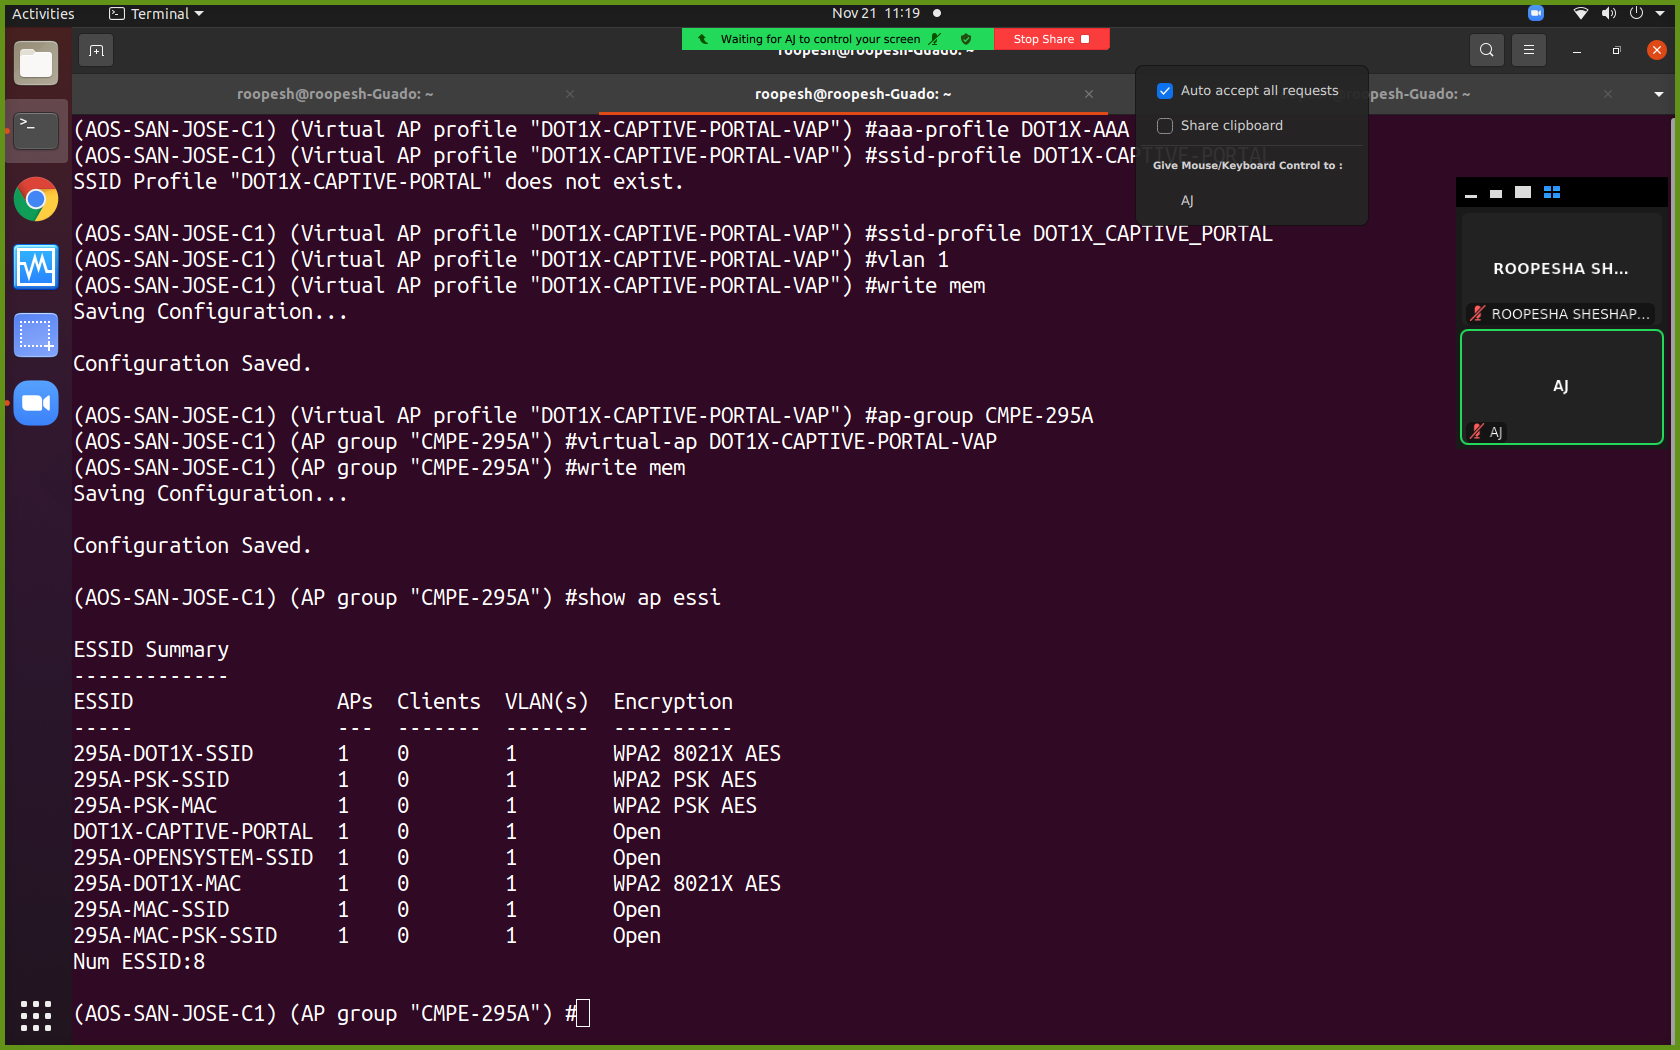 Activities
Terminal
Nov 21 11:19
Waiting for AJ to control your screen
Stop Share
roopesh@roopesh-Guado: ~
roopesh@roopesh-Guado: ~
roopesh@roopesh-Guado: ~
pesh-Guado: ~
Auto accept all requests
Share clipboard
Give Mouse/Keyboard Control to :
AJ
(AOS-SAN-JOSE-C1) (Virtual AP profile "DOT1X-CAPTIVE-PORTAL-VAP") #aaa-profile DOT1X-AAA
(AOS-SAN-JOSE-C1) (Virtual AP profile "DOT1X-CAPTIVE-PORTAL-VAP") #ssid-profile DOT1X-CAPTIVE-PORTAL
SSID Profile "DOT1X-CAPTIVE-PORTAL" does not exist.
(AOS-SAN-JOSE-C1) (Virtual AP profile "DOT1X-CAPTIVE-PORTAL-VAP") #ssid-profile DOT1X_CAPTIVE_PORTAL
(AOS-SAN-JOSE-C1) (Virtual AP profile "DOT1X-CAPTIVE-PORTAL-VAP") #vlan 1
(AOS-SAN-JOSE-C1) (Virtual AP profile "DOT1X-CAPTIVE-PORTAL-VAP") #write mem
Saving Configuration...
Configuration Saved.
(AOS-SAN-JOSE-C1) (Virtual AP profile "DOT1X-CAPTIVE-PORTAL-VAP") #ap-group CMPE-295A
(AOS-SAN-JOSE-C1) (AP group "CMPE-295A") #virtual-ap DOT1X-CAPTIVE-PORTAL-VAP
(AOS-SAN-JOSE-C1) (AP group "CMPE-295A") #write mem
Saving Configuration...
Configuration Saved.
(AOS-SAN-JOSE-C1) (AP group "CMPE-295A") #show ap essi
ESSID Summary
-------------
ESSID APs Clients VLAN(s) Encryption
----- --- ------- ------- ----------
295A-DOT1X-SSID 1 0 1 WPA2 8021X AES
295A-PSK-SSID 1 0 1 WPA2 PSK AES
295A-PSK-MAC 1 0 1 WPA2 PSK AES
DOT1X-CAPTIVE-PORTAL 1 0 1 Open
295A-OPENSYSTEM-SSID 1 0 1 Open
295A-DOT1X-MAC 1 0 1 WPA2 8021X AES
295A-MAC-SSID 1 0 1 Open
295A-MAC-PSK-SSID 1 0 1 Open
Num ESSID:8
(AOS-SAN-JOSE-C1) (AP group "CMPE-295A") #
ROOPESHA SH...
ROOPESHA SHESHAP...
AJ
AJ